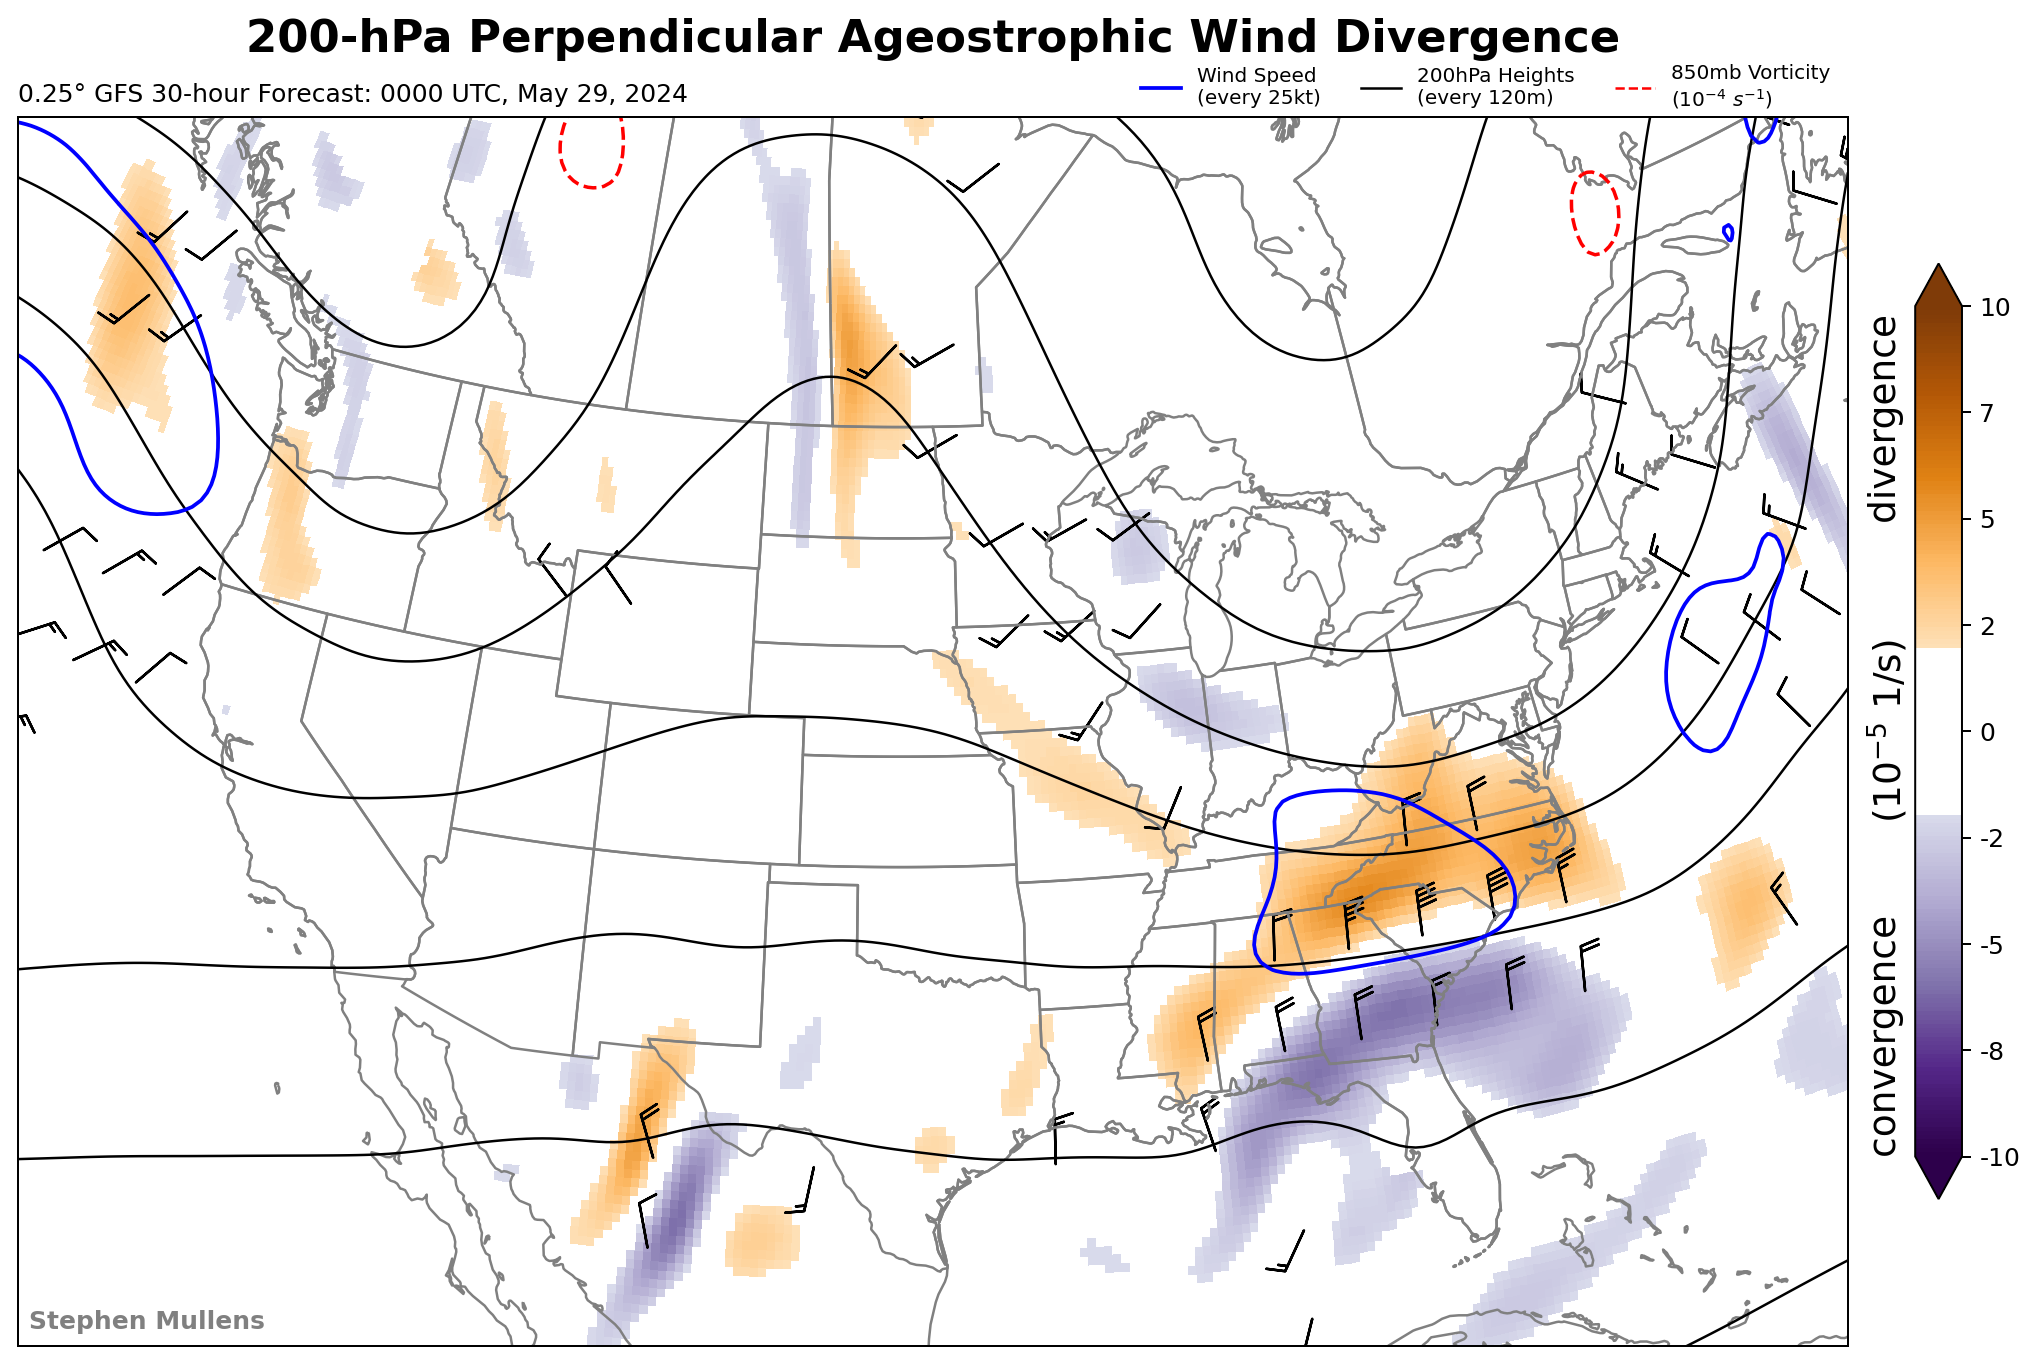 200-hPa Perpendicular Ageostrophic Wind Divergence
0.25° GFS 30-hour Forecast: 0000 UTC, May 29, 2024
Wind Speed
(every 25kt)
200hPa Heights
(every 120m)
850mb Vorticity
(10⁻⁴ s⁻¹)
10
7
5
2
0
-2
-5
-8
-10
convergence (10⁻⁵ 1/s) divergence
Stephen Mullens